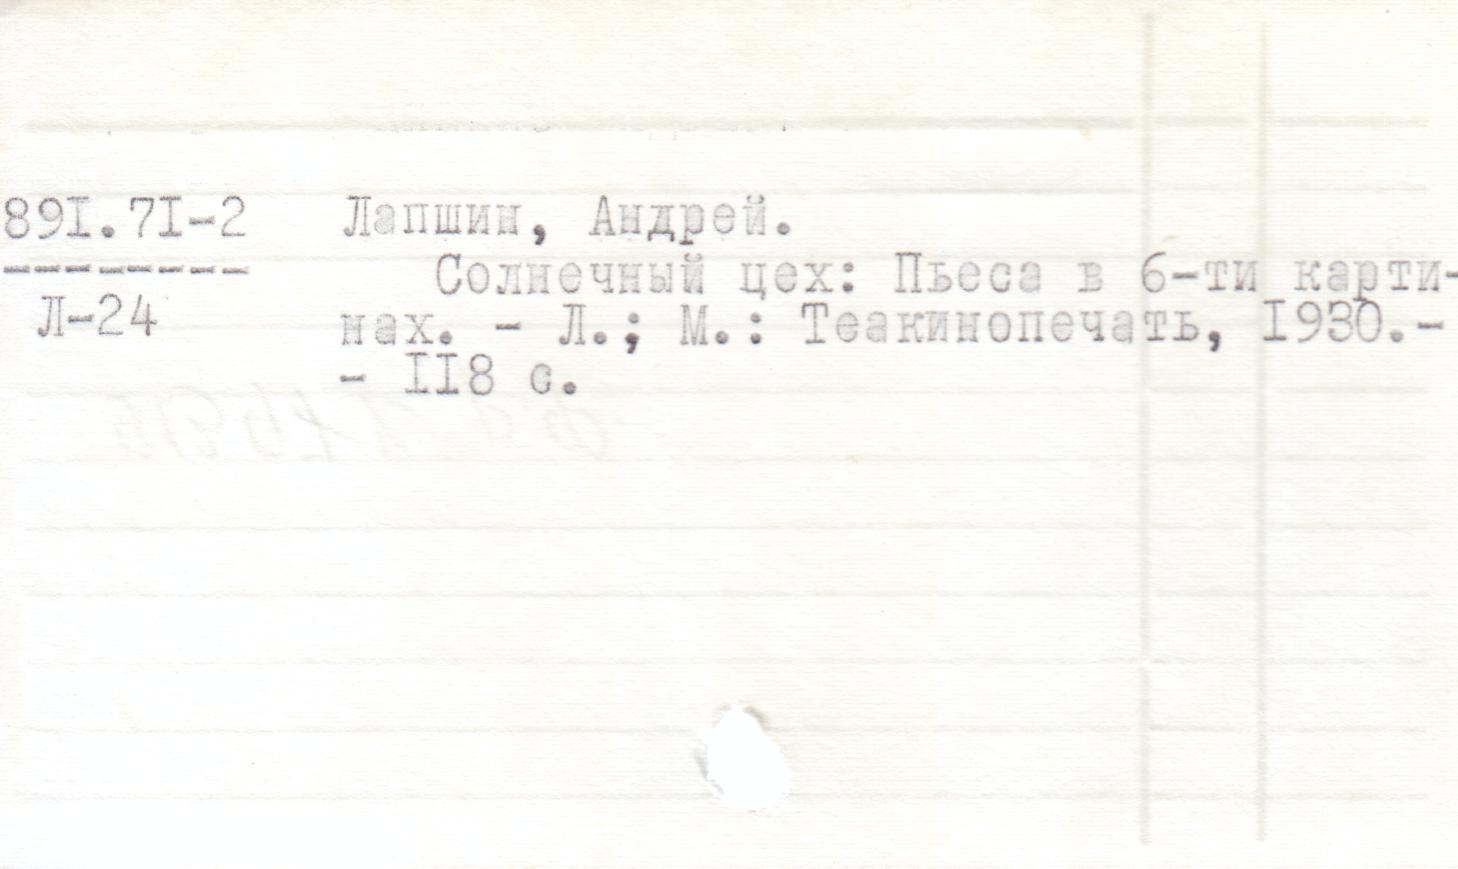 891.71-2 Лапшин, Андрей.
--------
Солнечный цех: Пьеса в 6-ти карти-
Л-24 нах. - Л.; М.: Теакинопечать, 1930.-
- 118 с.